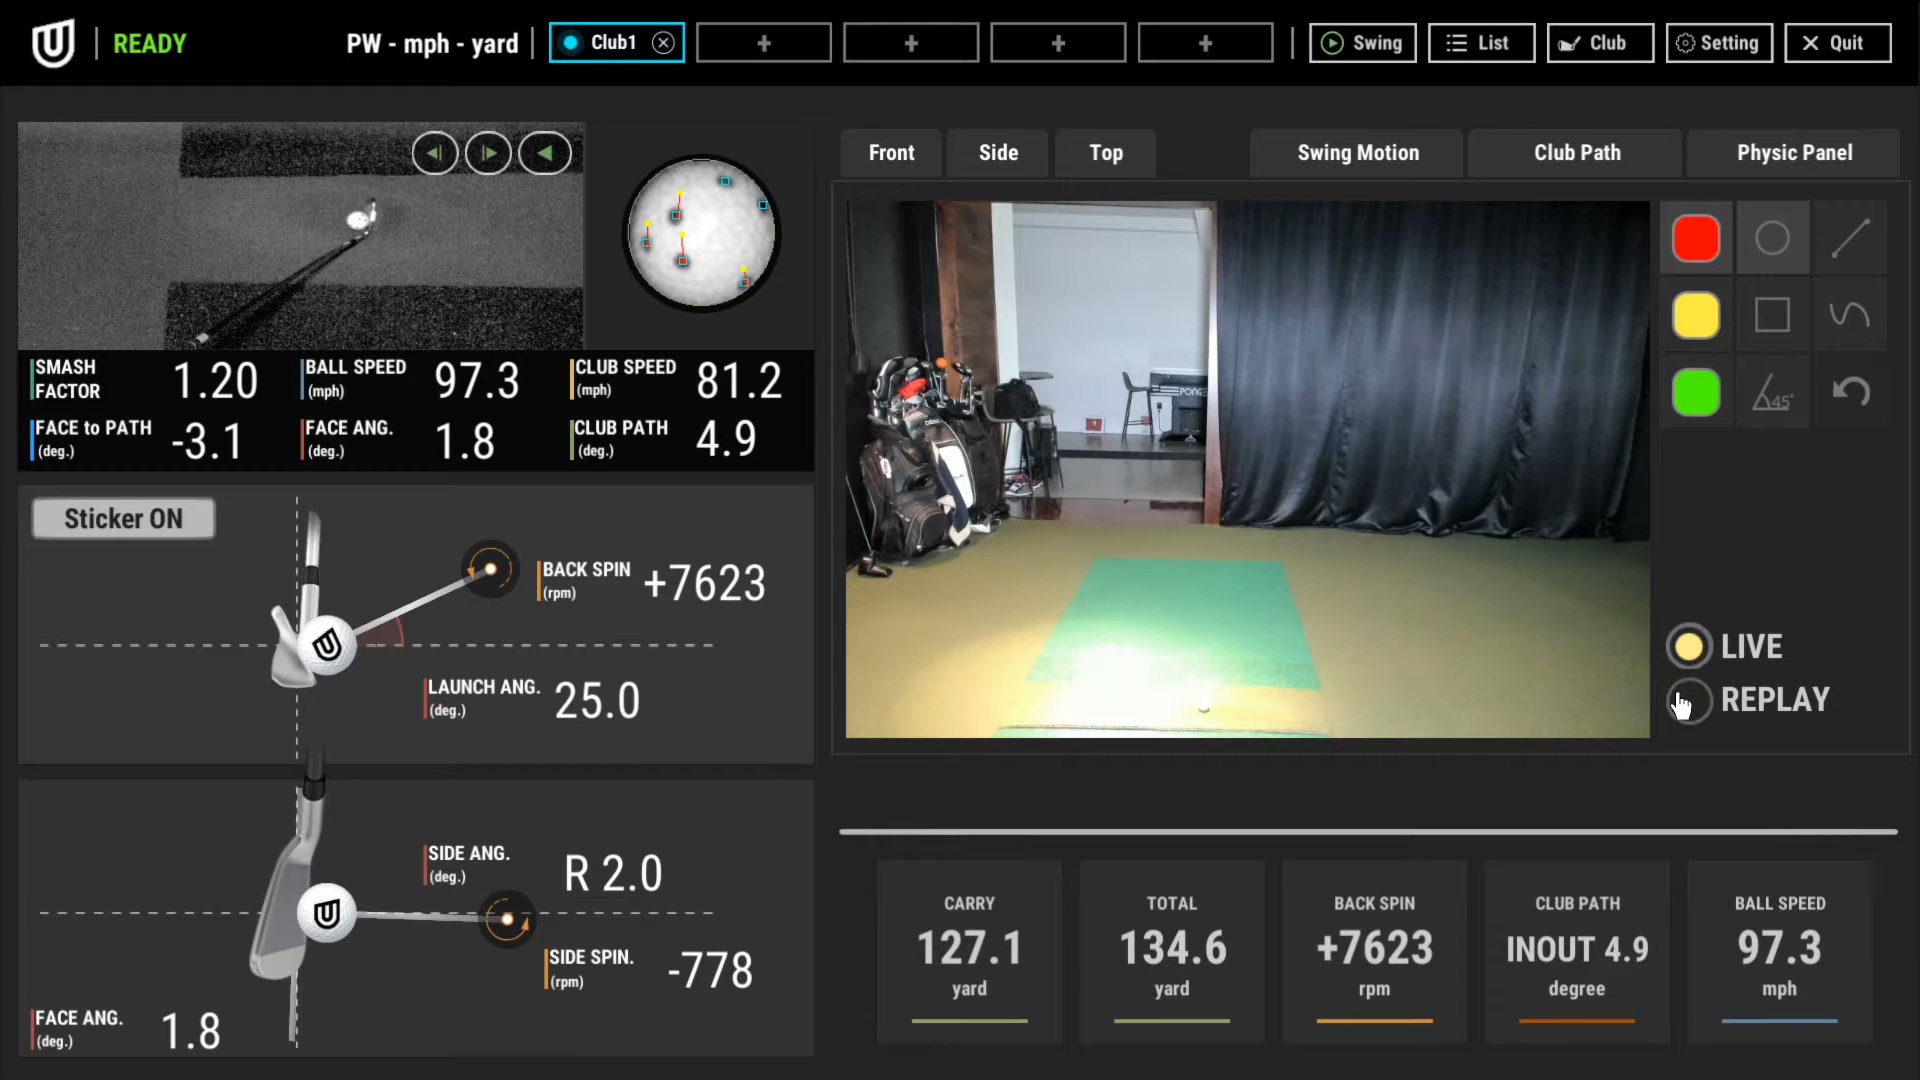 READY
PW - mph - yard
Club1
Swing
List
Club
Setting
Quit
Front
Side
Top
Swing Motion
Club Path
Physic Panel
SMASH
FACTOR
1.20
BALL SPEED
(mph)
97.3
CLUB SPEED
(mph)
81.2
FACE to PATH
(deg.)
-3.1
FACE ANG.
(deg.)
1.8
CLUB PATH
(deg.)
4.9
Sticker ON
BACK SPIN
(rpm)
+7623
LAUNCH ANG.
(deg.)
25.0
SIDE ANG.
(deg.)
R 2.0
SIDE SPIN.
(rpm)
-778
FACE ANG.
(deg.)
1.8
PONG
45°
LIVE
REPLAY
CARRY
127.1
yard
TOTAL
134.6
yard
BACK SPIN
+7623
rpm
CLUB PATH
INOUT 4.9
degree
BALL SPEED
97.3
mph